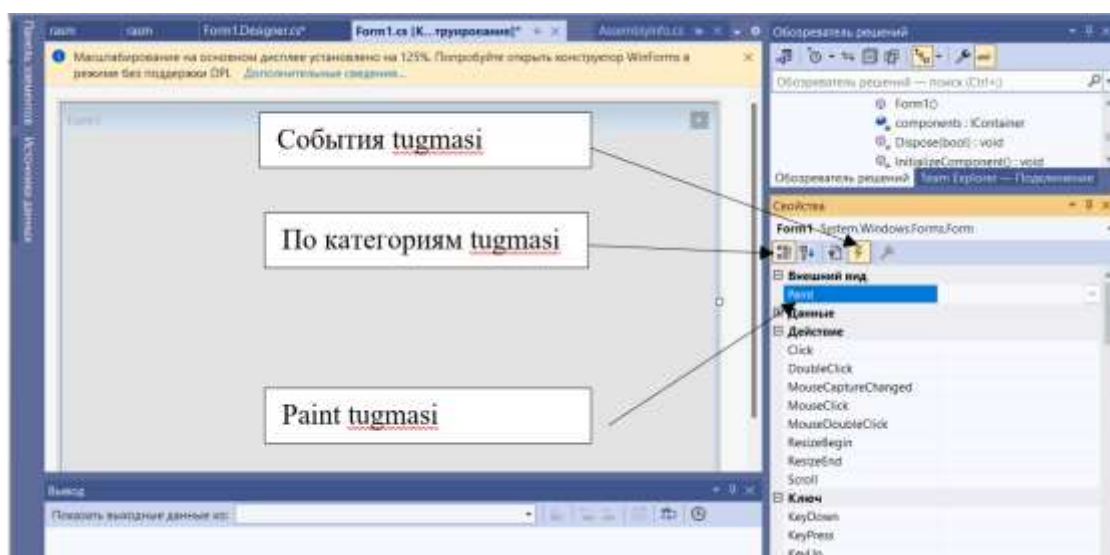 Form1.Designer.cs*
Form1.cs [К...труирование]*
AssemblyInfo.cs
Обозреватель решений
Масштабирование на основном дисплее установлено на 125%. Попробуйте открыть конструктор WinForms в
режиме без поддержки DPI. Дополнительные сведения...
Обозреватель решений — поиск (Ctrl+;)
Form1()
components : IContainer
Dispose(bool) : void
InitializeComponent() : void
Обозреватель решений Team Explorer — Подключение
Панель элементов
Источники данных
Form1
События tugmasi
По категориям tugmasi
Paint tugmasi
Свойства
Form1 System.Windows.Forms.Form
Внешний вид
Paint
Данные
Действие
Click
DoubleClick
MouseCaptureChanged
MouseClick
MouseDoubleClick
ResizeBegin
ResizeEnd
Scroll
Ключ
KeyDown
KeyPress
KeyUp
Вывод
Показать выходные данные из: